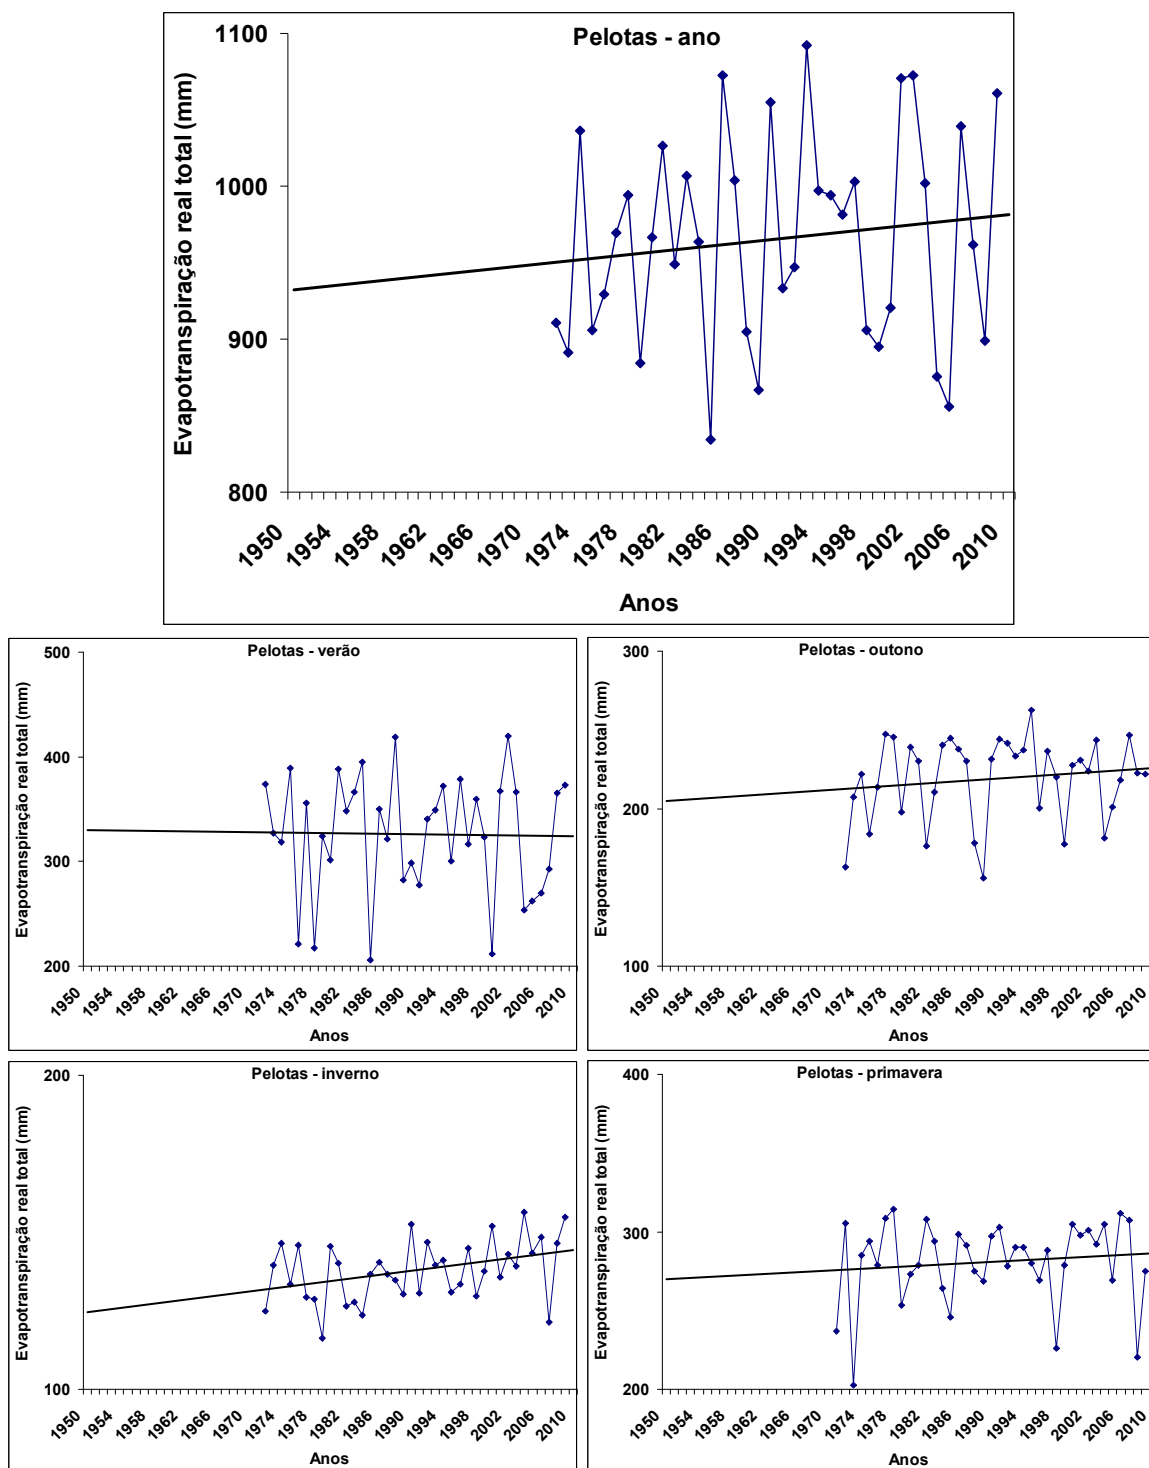 Pelotas - ano
Evapotranspiração real total (mm)
1100
1000
900
800
1950 1954 1958 1962 1966 1970 1974 1978 1982 1986 1990 1994 1998 2002 2006 2010
Anos
Pelotas - verão
Evapotranspiração real total (mm)
500
400
300
200
1950 1954 1958 1962 1966 1970 1974 1978 1982 1986 1990 1994 1998 2002 2006 2010
Anos
Pelotas - outono
Evapotranspiração real total (mm)
300
200
100
1950 1954 1958 1962 1966 1970 1974 1978 1982 1986 1990 1994 1998 2002 2006 2010
Anos
Pelotas - inverno
Evapotranspiração real total (mm)
200
100
1950 1954 1958 1962 1966 1970 1974 1978 1982 1986 1990 1994 1998 2002 2006 2010
Anos
Pelotas - primavera
Evapotranspiração real total (mm)
400
300
200
1950 1954 1958 1962 1966 1970 1974 1978 1982 1986 1990 1994 1998 2002 2006 2010
Anos